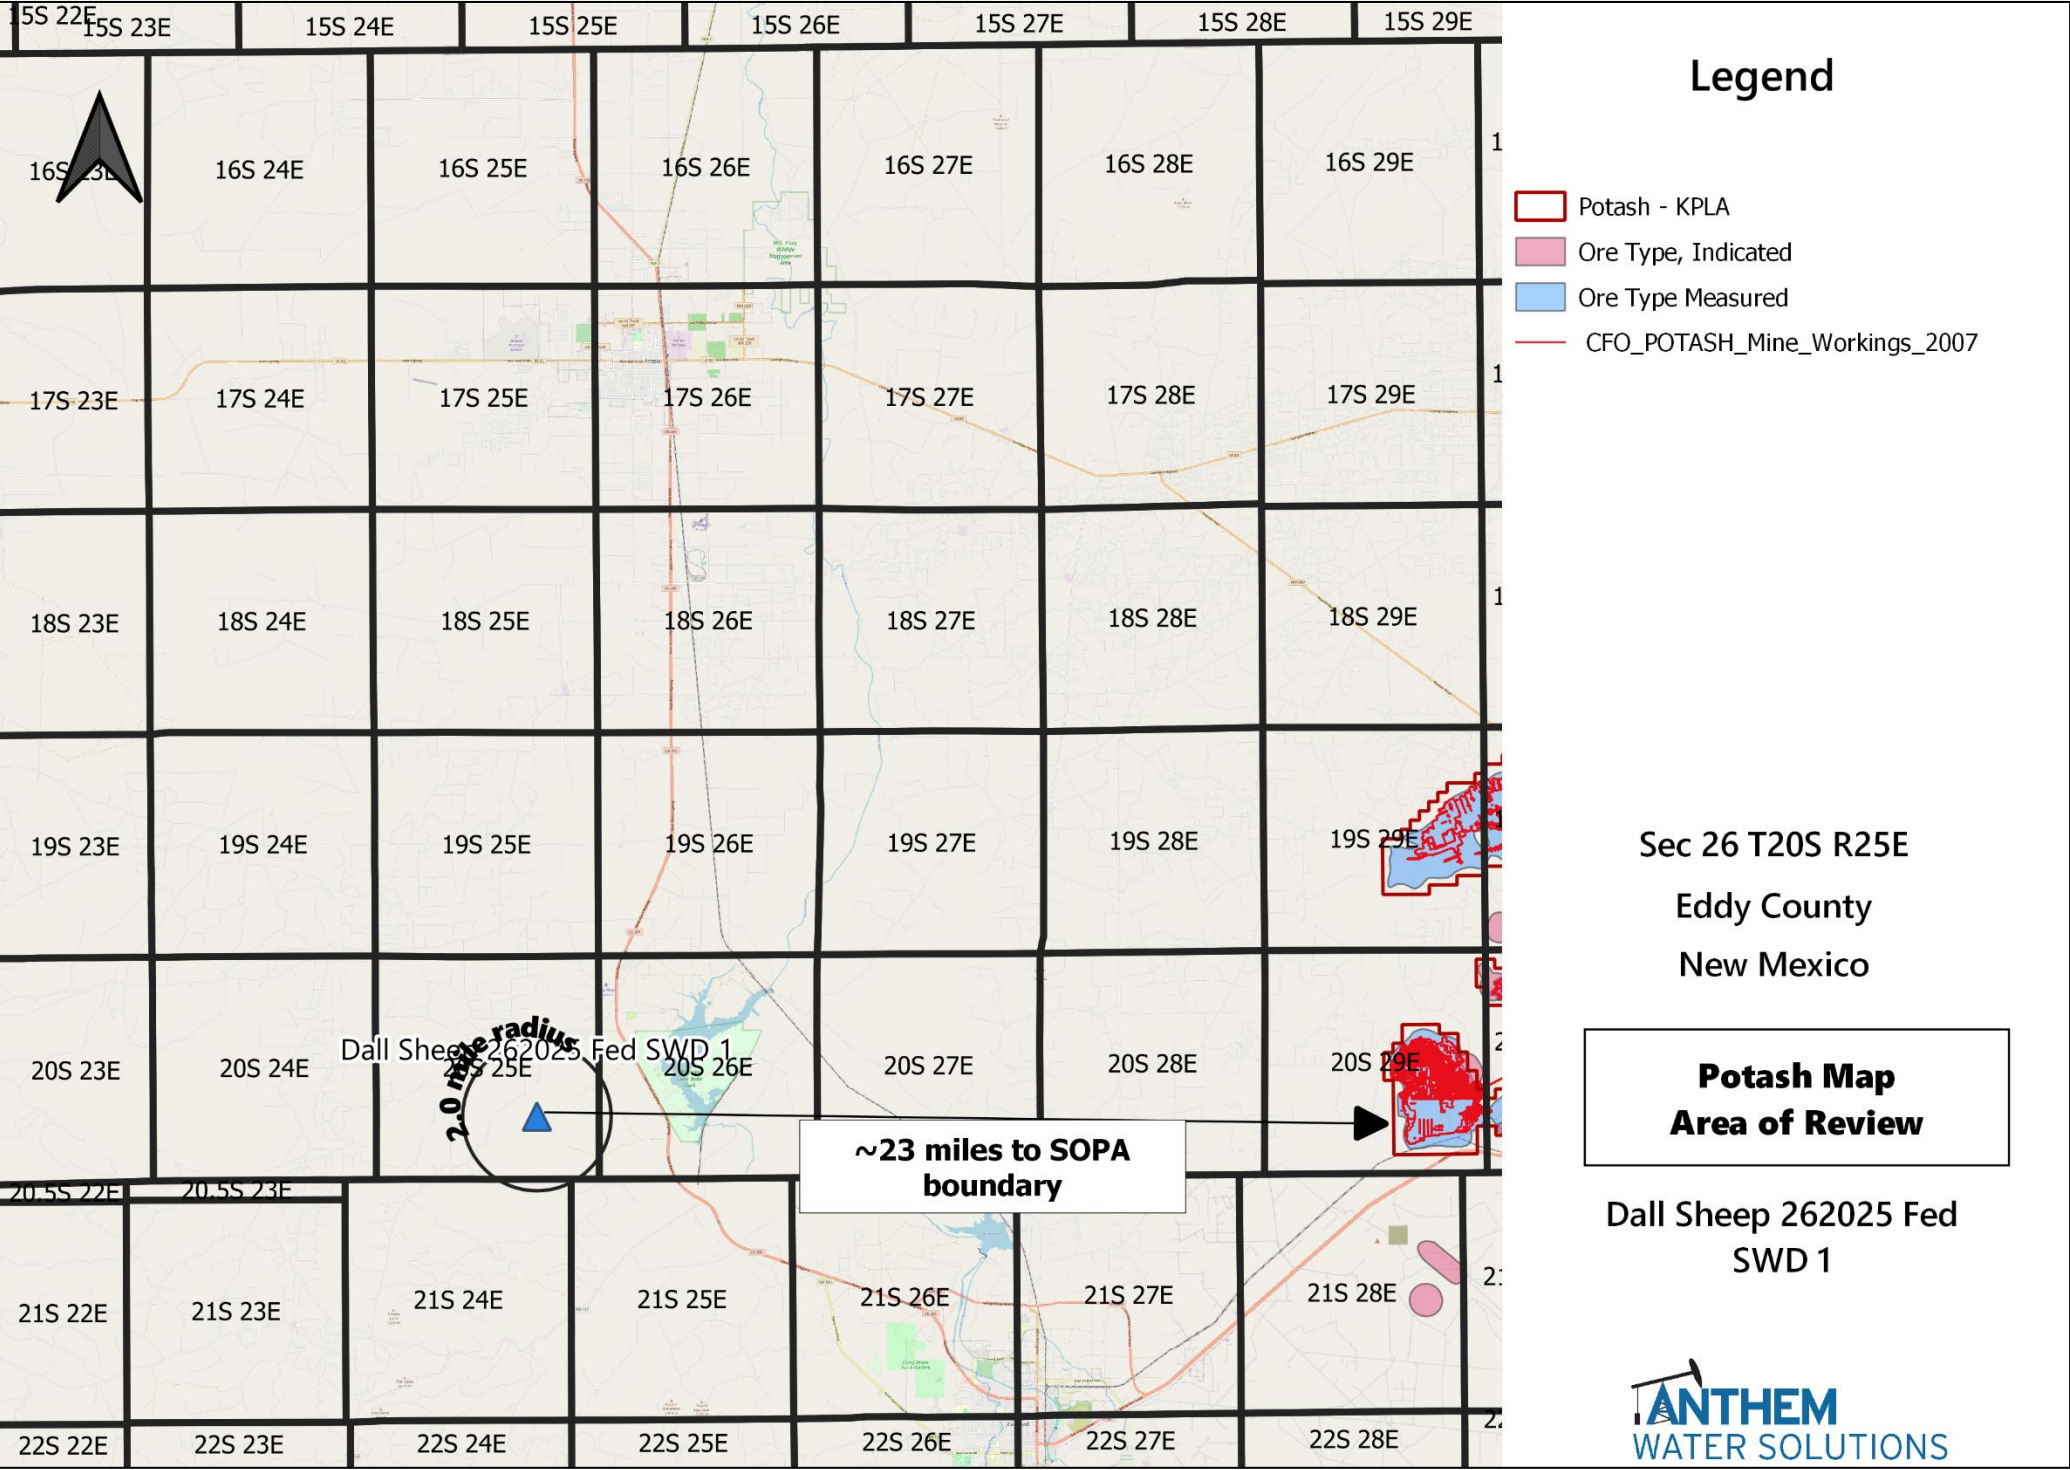 15S 22E
15S 23E
15S 24E
15S 25E
15S 26E
15S 27E
15S 28E
15S 29E
16S 23E
16S 24E
16S 25E
16S 26E
16S 27E
16S 28E
16S 29E
17S 23E
17S 24E
17S 25E
17S 26E
17S 27E
17S 28E
17S 29E
18S 23E
18S 24E
18S 25E
18S 26E
18S 27E
18S 28E
18S 29E
19S 23E
19S 24E
19S 25E
19S 26E
19S 27E
19S 28E
19S 29E
2.0 mile radius
Dall Sheep 262025 Fed SWD 1
20S 23E
20S 24E
20S 25E
20S 26E
20S 27E
20S 28E
20S 29E
~23 miles to SOPA
boundary
20.5S 22E
20.5S 23E
21S 22E
21S 23E
21S 24E
21S 25E
21S 26E
21S 27E
21S 28E
22S 22E
22S 23E
22S 24E
22S 25E
22S 26E
22S 27E
22S 28E
Legend
Potash - KPLA
Ore Type, Indicated
Ore Type Measured
CFO_POTASH_Mine_Workings_2007
Sec 26 T20S R25E
Eddy County
New Mexico
Potash Map
Area of Review
Dall Sheep 262025 Fed
SWD 1
ANTHEM
WATER SOLUTIONS